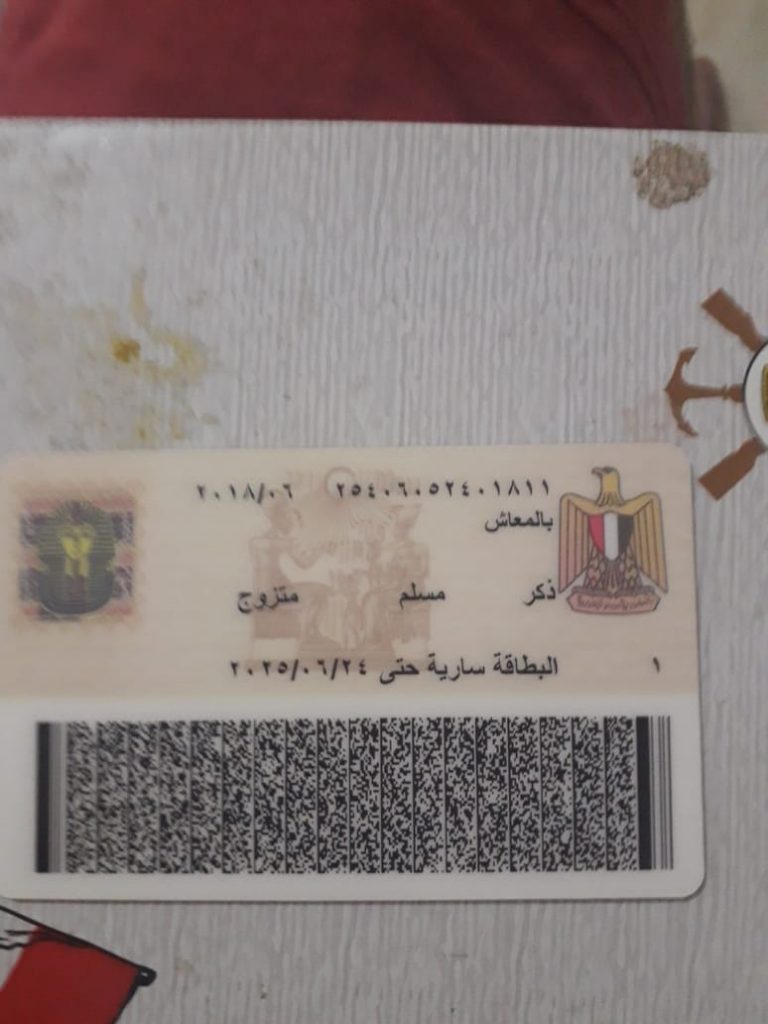 ٢٥٤٠٦٠٥٢٤٠١٨١١ ٢٠١٨/٠٦
بالمعاش
ذكر مسلم متزوج
١ البطاقة سارية حتى ٢٠٢٥/٠٦/٢٤